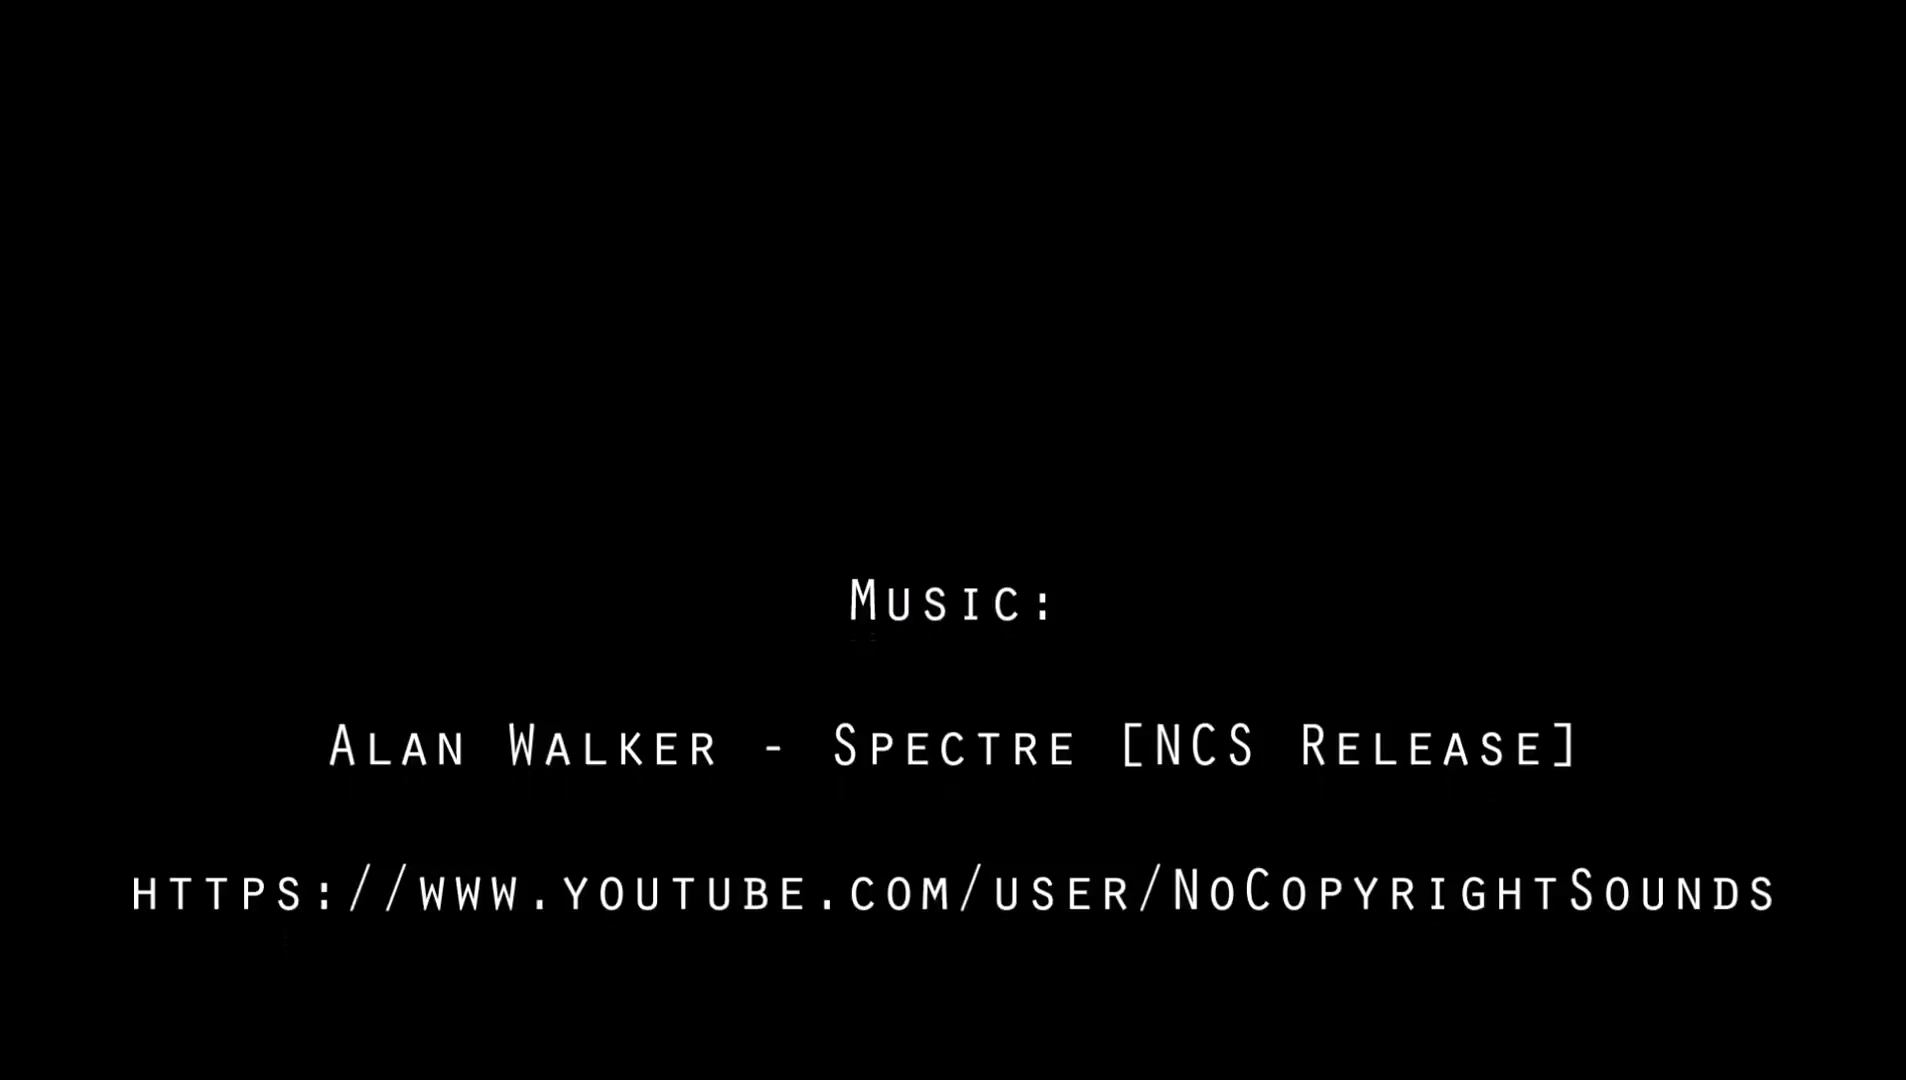 Music:
Alan Walker - Spectre [NCS Release]
https://www.youtube.com/user/NoCopyrightSounds